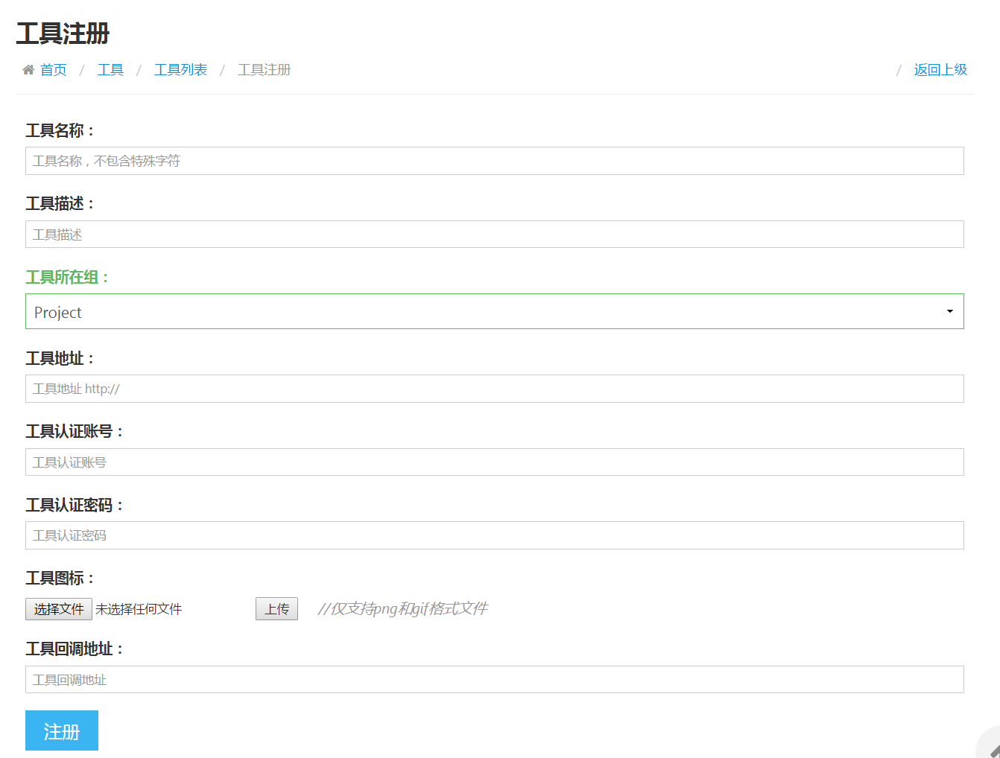 工具注册
首页 / 工具 / 工具列表 / 工具注册 / 返回上级
工具名称：
工具名称，不包含特殊字符
工具描述：
工具描述
工具所在组：
Project
工具地址：
工具地址 http://
工具认证账号：
工具认证账号
工具认证密码：
工具认证密码
工具图标：
选择文件 未选择任何文件 上传 //仅支持png和gif格式文件
工具回调地址：
工具回调地址
注册